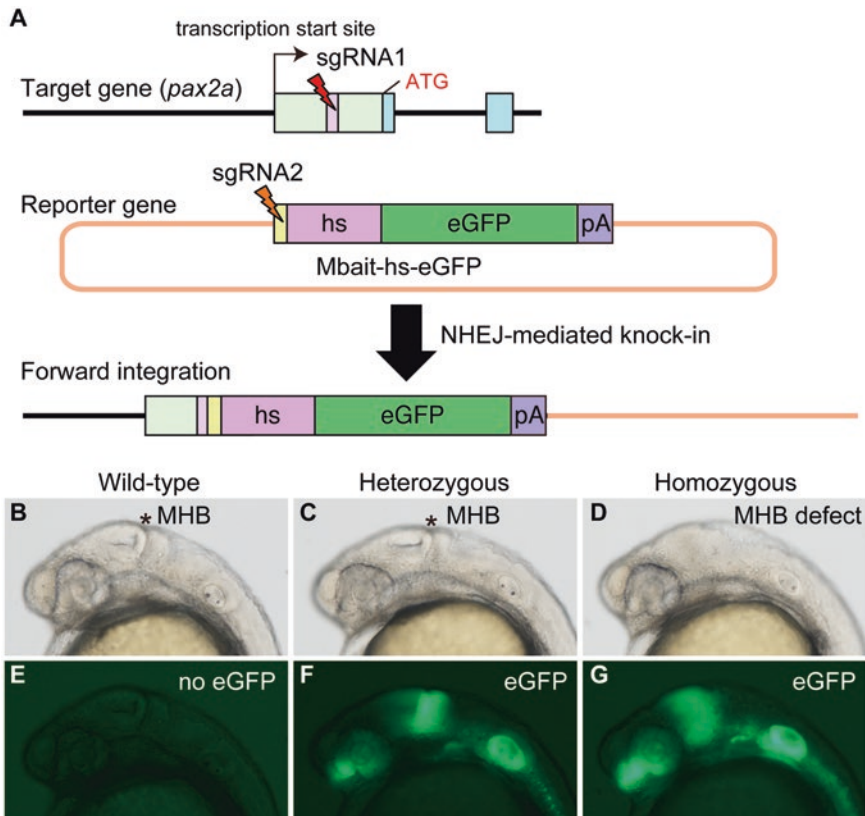 A
transcription start site
sgRNA1
Target gene (pax2a)
ATG
sgRNA2
Reporter gene
hs eGFP pA
Mbait-hs-eGFP
NHEJ-mediated knock-in
Forward integration
hs eGFP pA
Wild-type Heterozygous Homozygous
B * MHB C * MHB D MHB defect
E no eGFP F eGFP G eGFP